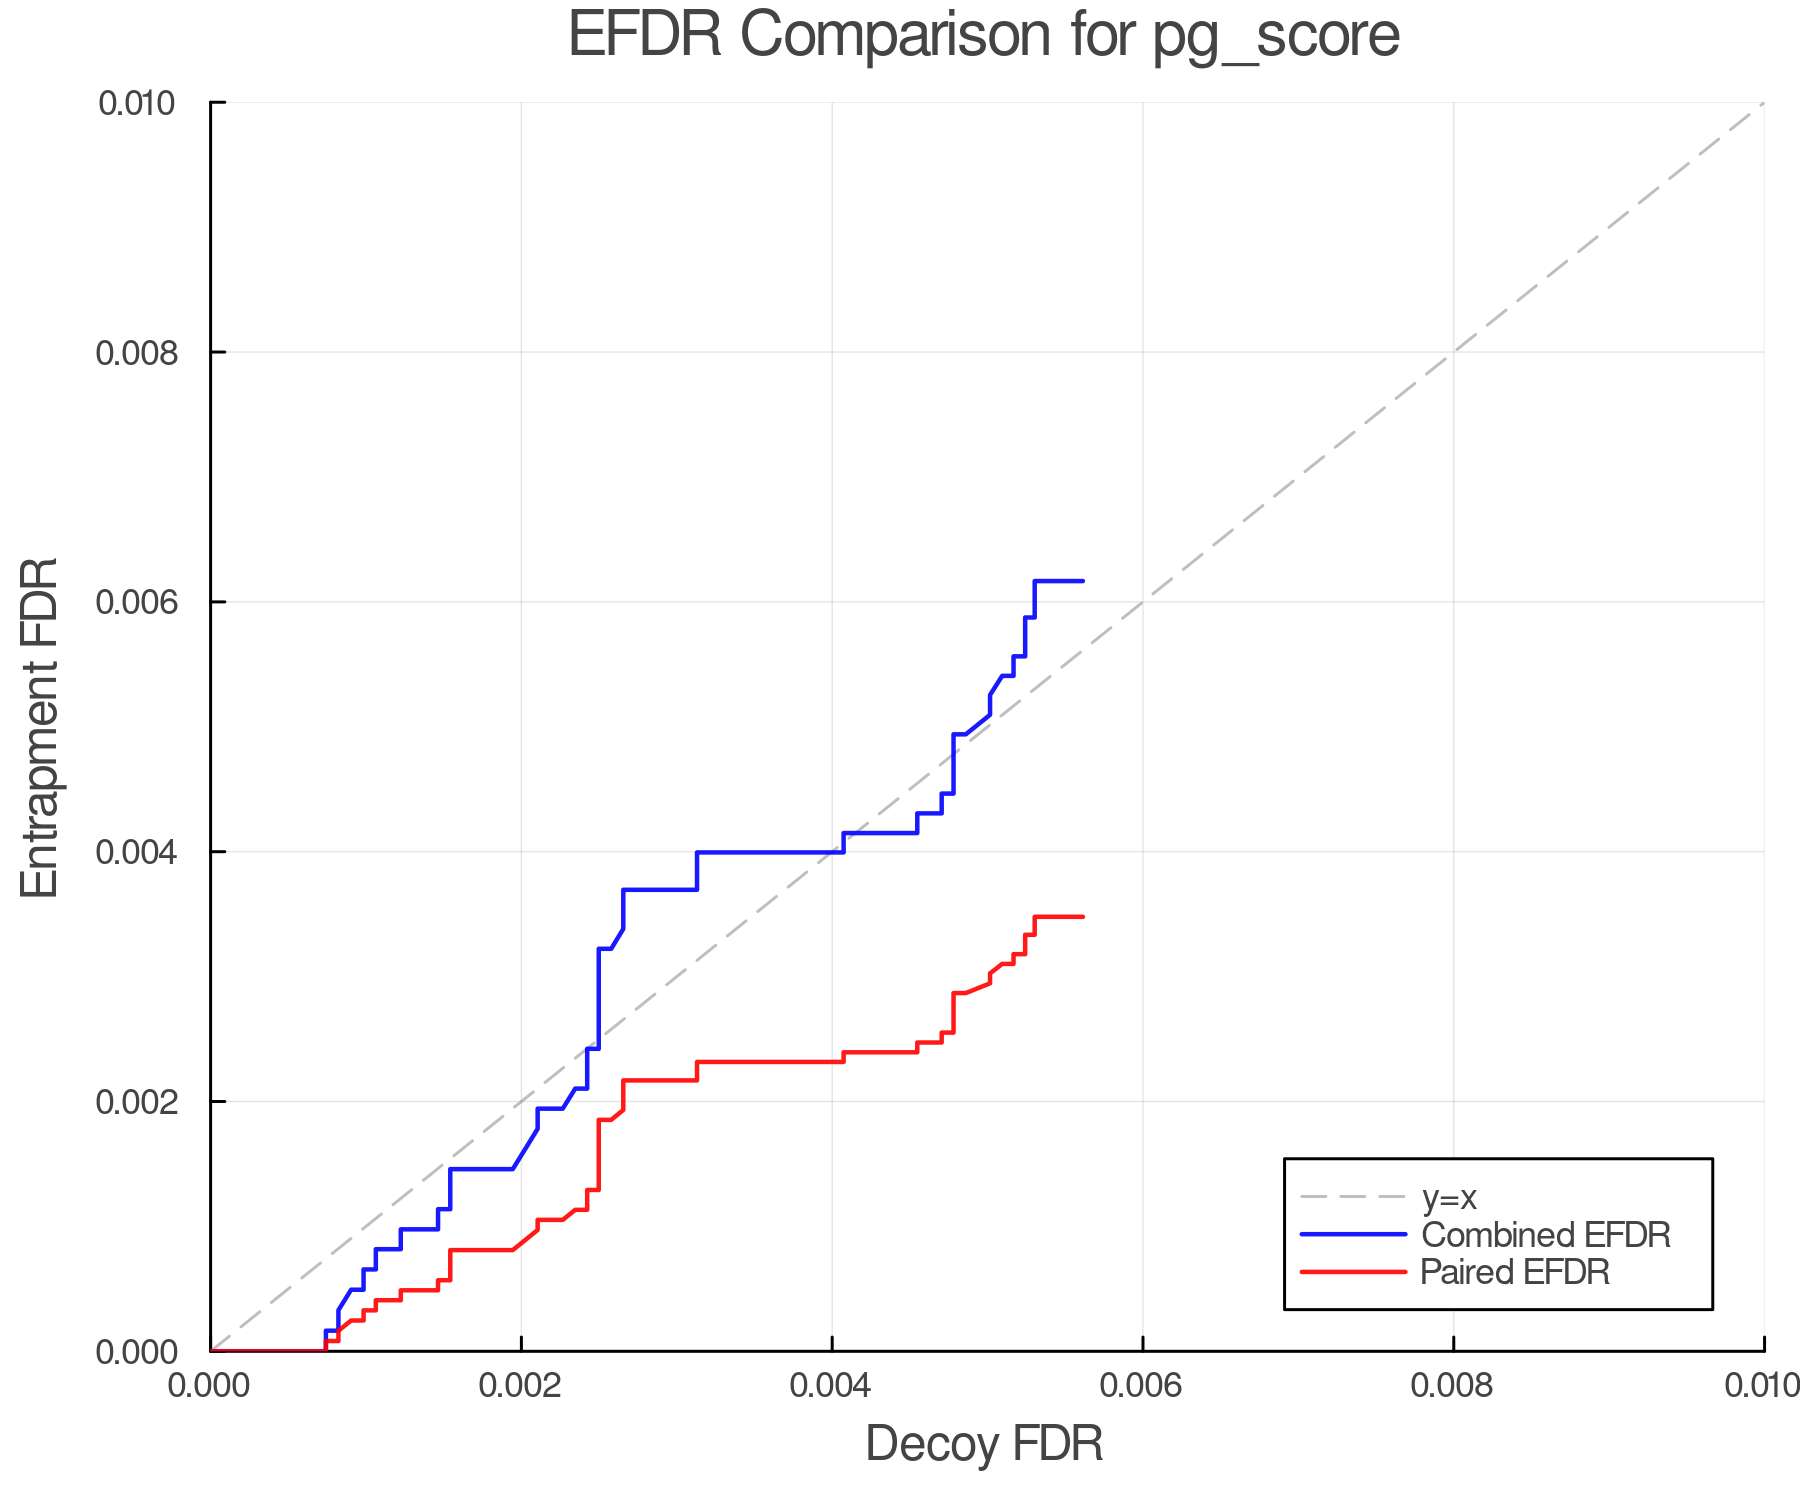 EFDR Comparison for pg_score
0.010
0.008
0.006
0.004
0.002
0.000
Entrapment FDR
y=x
Combined EFDR
Paired EFDR
0.000 0.002 0.004 0.006 0.008 0.010
Decoy FDR